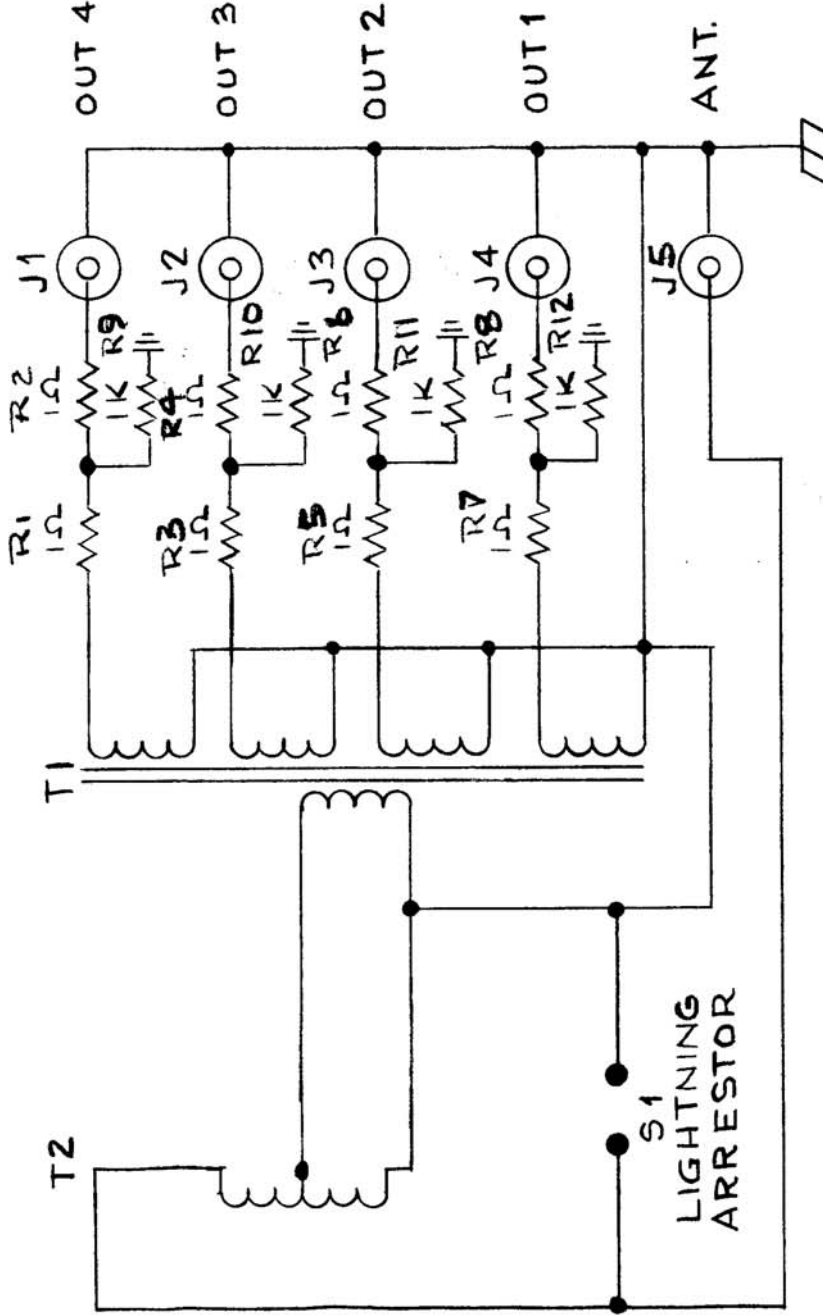 OUT 4
OUT 3
OUT 2
OUT 1
ANT.
J1
J2
J3
J4
J5
R2
1Ω
R9
1K
R4
1Ω
R10
1K
R6
1Ω
R11
1K
R8
1Ω
R12
1K
R1
1Ω
R3
1Ω
R5
1Ω
R7
1Ω
T1
T2
S1
LIGHTNING
ARRESTOR